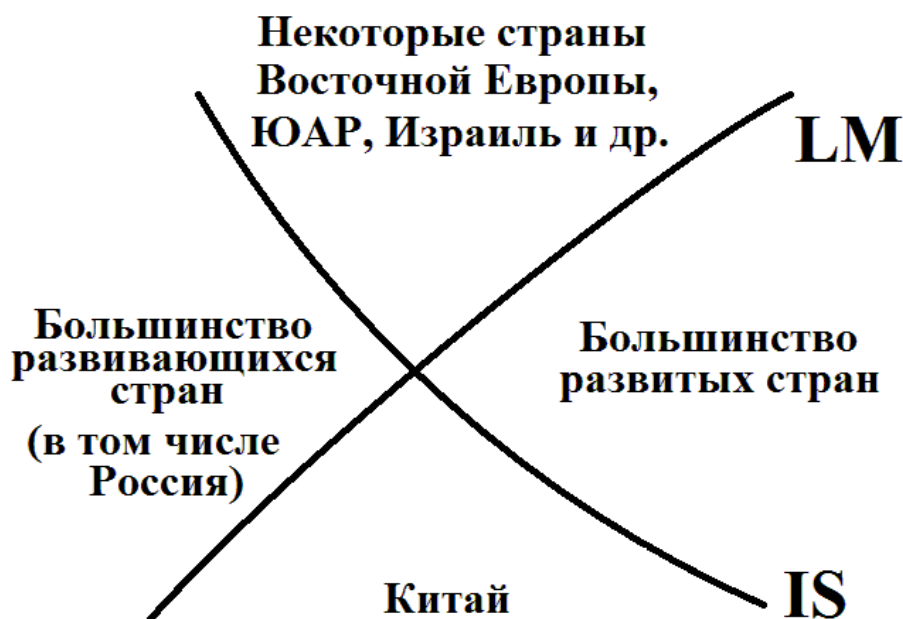 Некоторые страны
Восточной Европы,
ЮАР, Израиль и др.
LM
Большинство
развивающихся
стран
(в том числе
Россия)
Большинство
развитых стран
Китай
IS